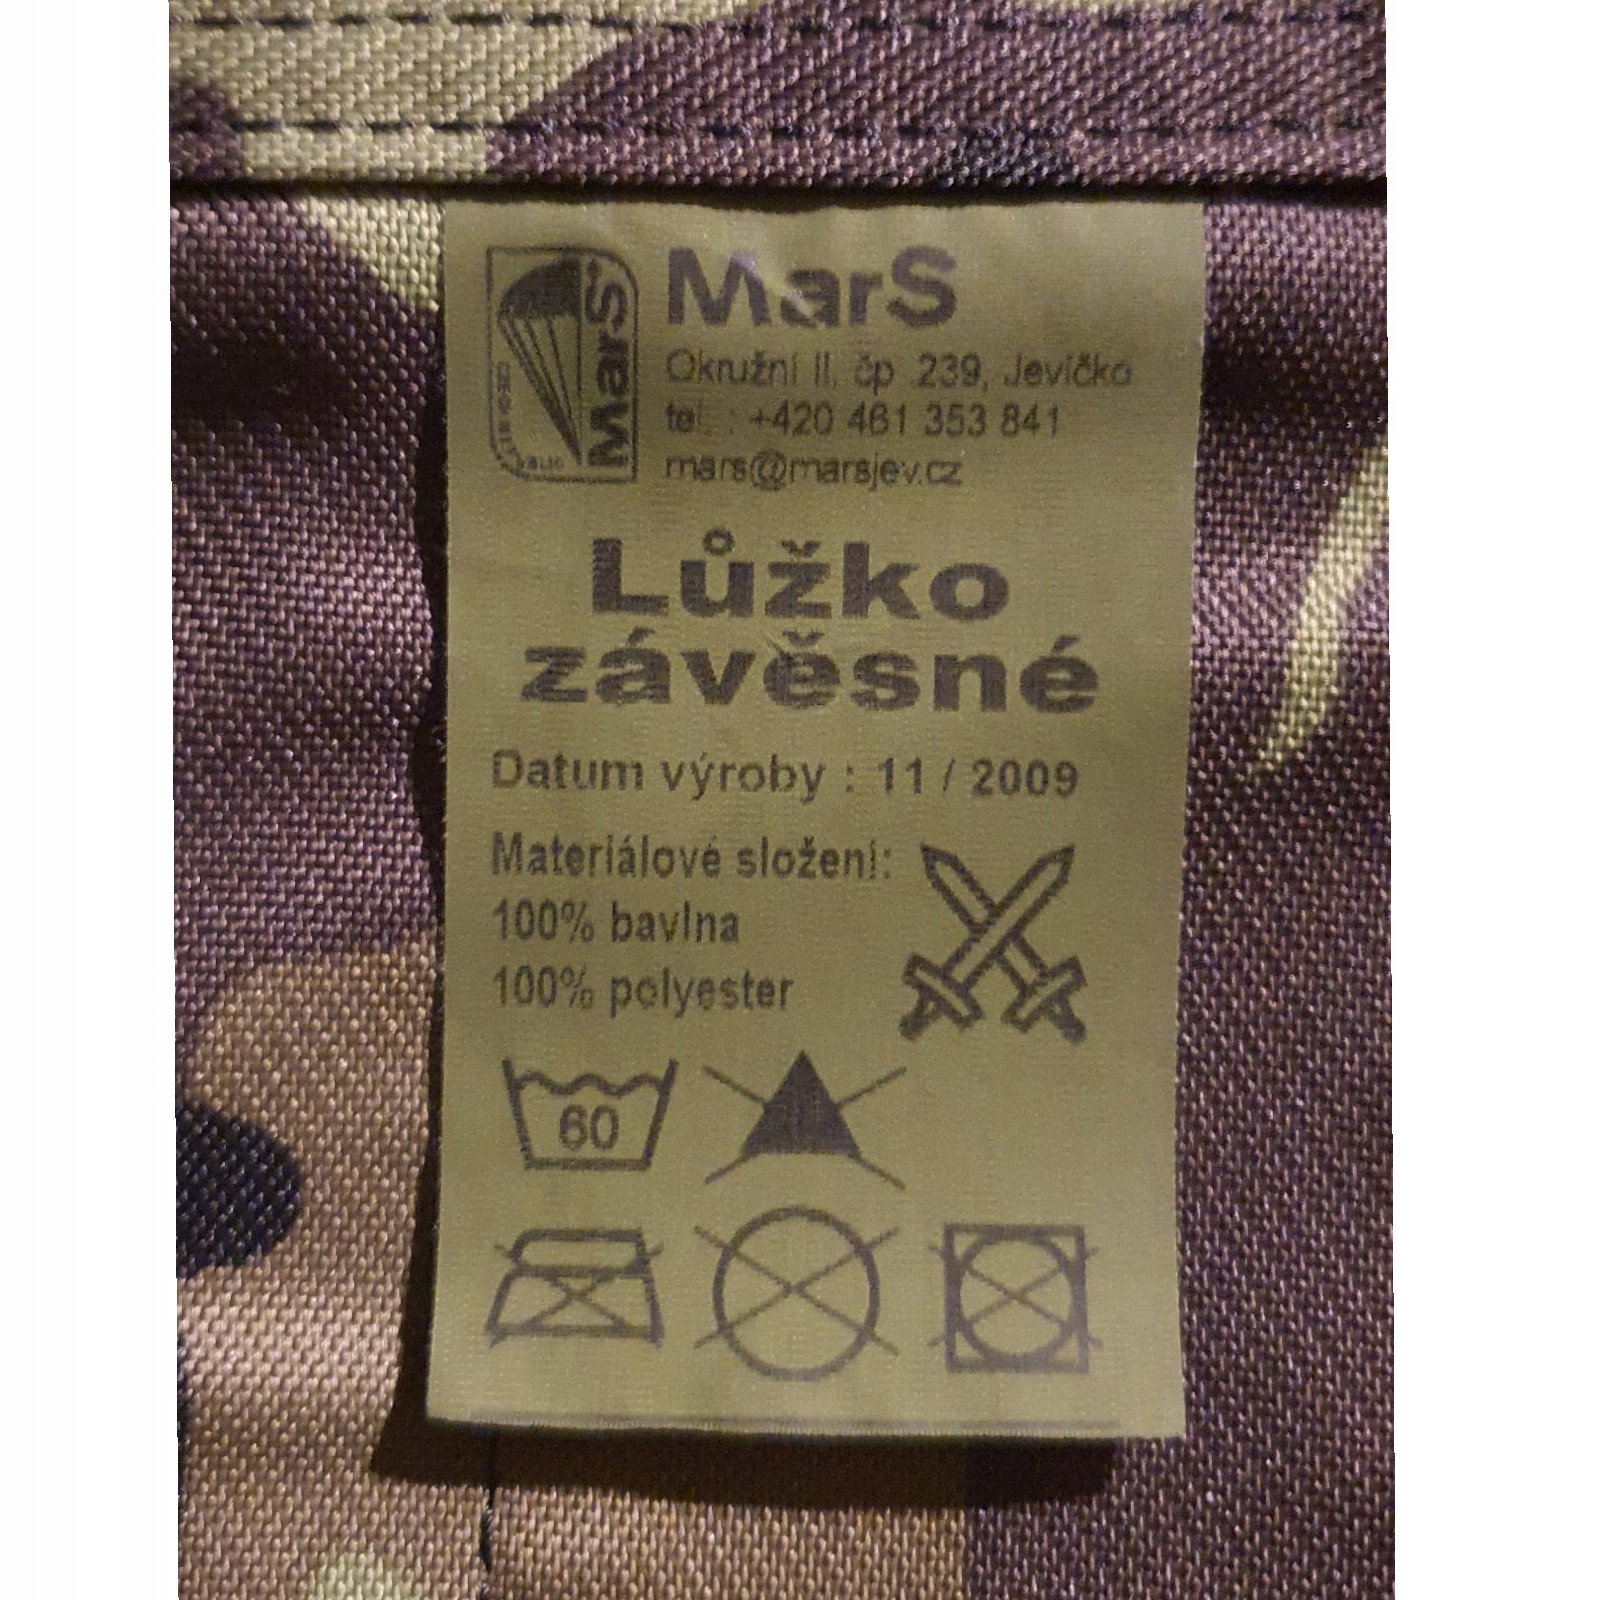 MarS
MarS
Okružní II. čp .239, Jevíčko
tel. : +420 461 353 841
mars@marsjev.cz
Lůžko
závěsné
Datum výroby : 11 / 2009
Materiálové složení:
100% bavlna
100% polyester
60